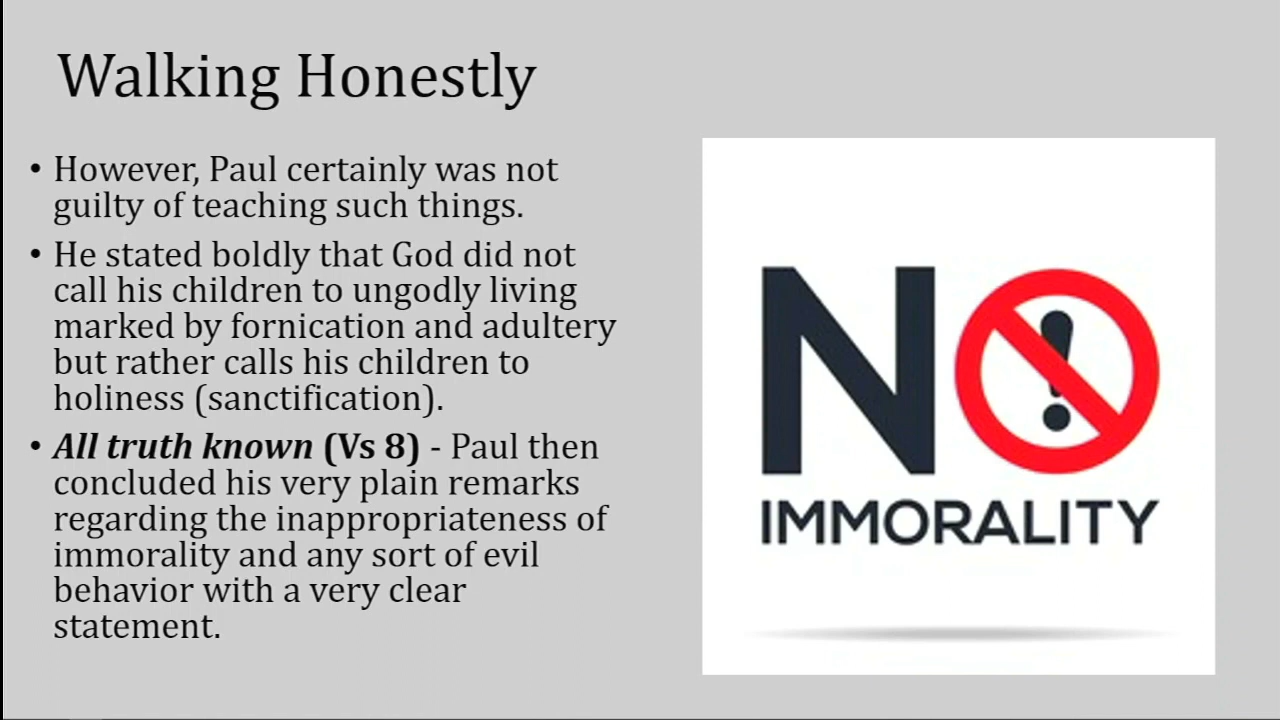 Walking Honestly
• However, Paul certainly was not
guilty of teaching such things.
• He stated boldly that God did not
call his children to ungodly living
marked by fornication and adultery
but rather calls his children to
holiness (sanctification).
• All truth known (Vs 8) - Paul then
concluded his very plain remarks
regarding the inappropriateness of
immorality and any sort of evil
behavior with a very clear
statement.
NO
IMMORALITY